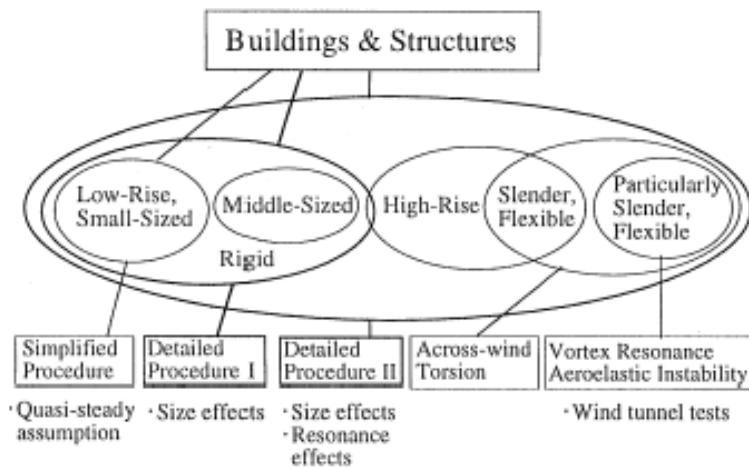 Buildings & Structures
Low-Rise,
Small-Sized
Middle-Sized
High-Rise
Slender,
Flexible
Particularly
Slender,
Flexible
Rigid
Simplified
Procedure
Detailed
Procedure I
Detailed
Procedure II
Across-wind
Torsion
Vortex Resonance
Aeroelastic Instability
·Quasi-steady
assumption
·Size effects
·Size effects
·Resonance
effects
·Wind tunnel tests